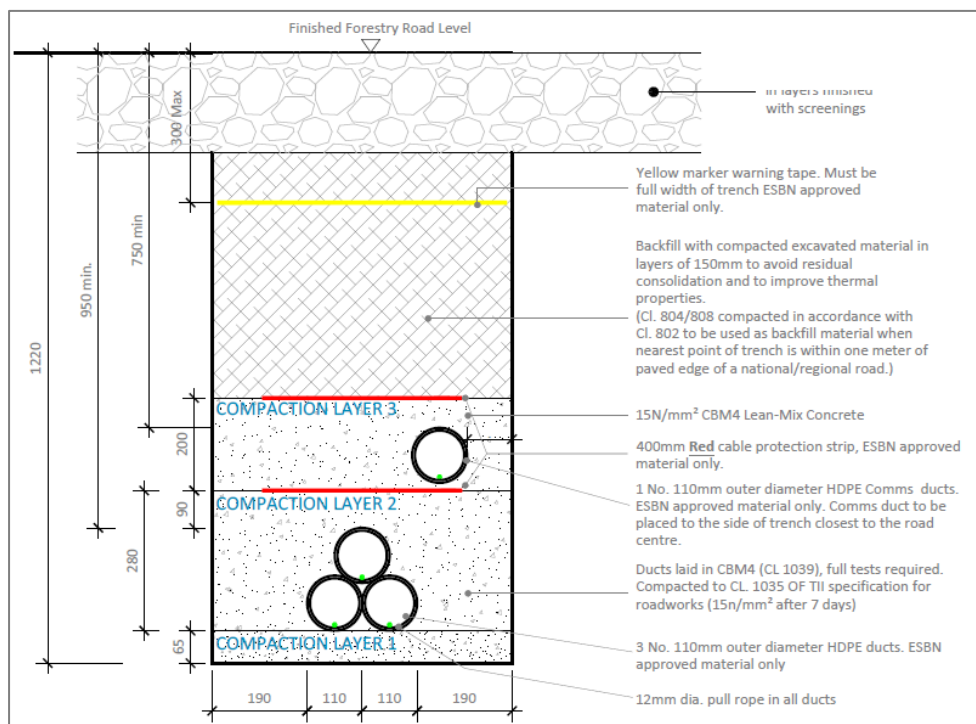 Finished Forestry Road Level
with screenings
300 Max
Yellow marker warning tape. Must be
full width of trench ESBN approved
material only.
750 min
950 min.
1220
Backfill with compacted excavated material in
layers of 150mm to avoid residual
consolidation and to improve thermal
properties.
(Cl. 804/808 compacted in accordance with
Cl. 802 to be used as backfill material when
nearest point of trench is within one meter of
paved edge of a national/regional road.)
COMPACTION LAYER 3
15N/mm² CBM4 Lean-Mix Concrete
200
400mm Red cable protection strip, ESBN approved
material only.
COMPACTION LAYER 2
1 No. 110mm outer diameter HDPE Comms ducts.
ESBN approved material only. Comms duct to be
placed to the side of trench closest to the road
centre.
90
280
Ducts laid in CBM4 (CL 1039), full tests required.
Compacted to CL. 1035 OF TII specification for
roadworks (15n/mm² after 7 days)
COMPACTION LAYER 1
65
3 No. 110mm outer diameter HDPE ducts. ESBN
approved material only
12mm dia. pull rope in all ducts
190 110 110 190